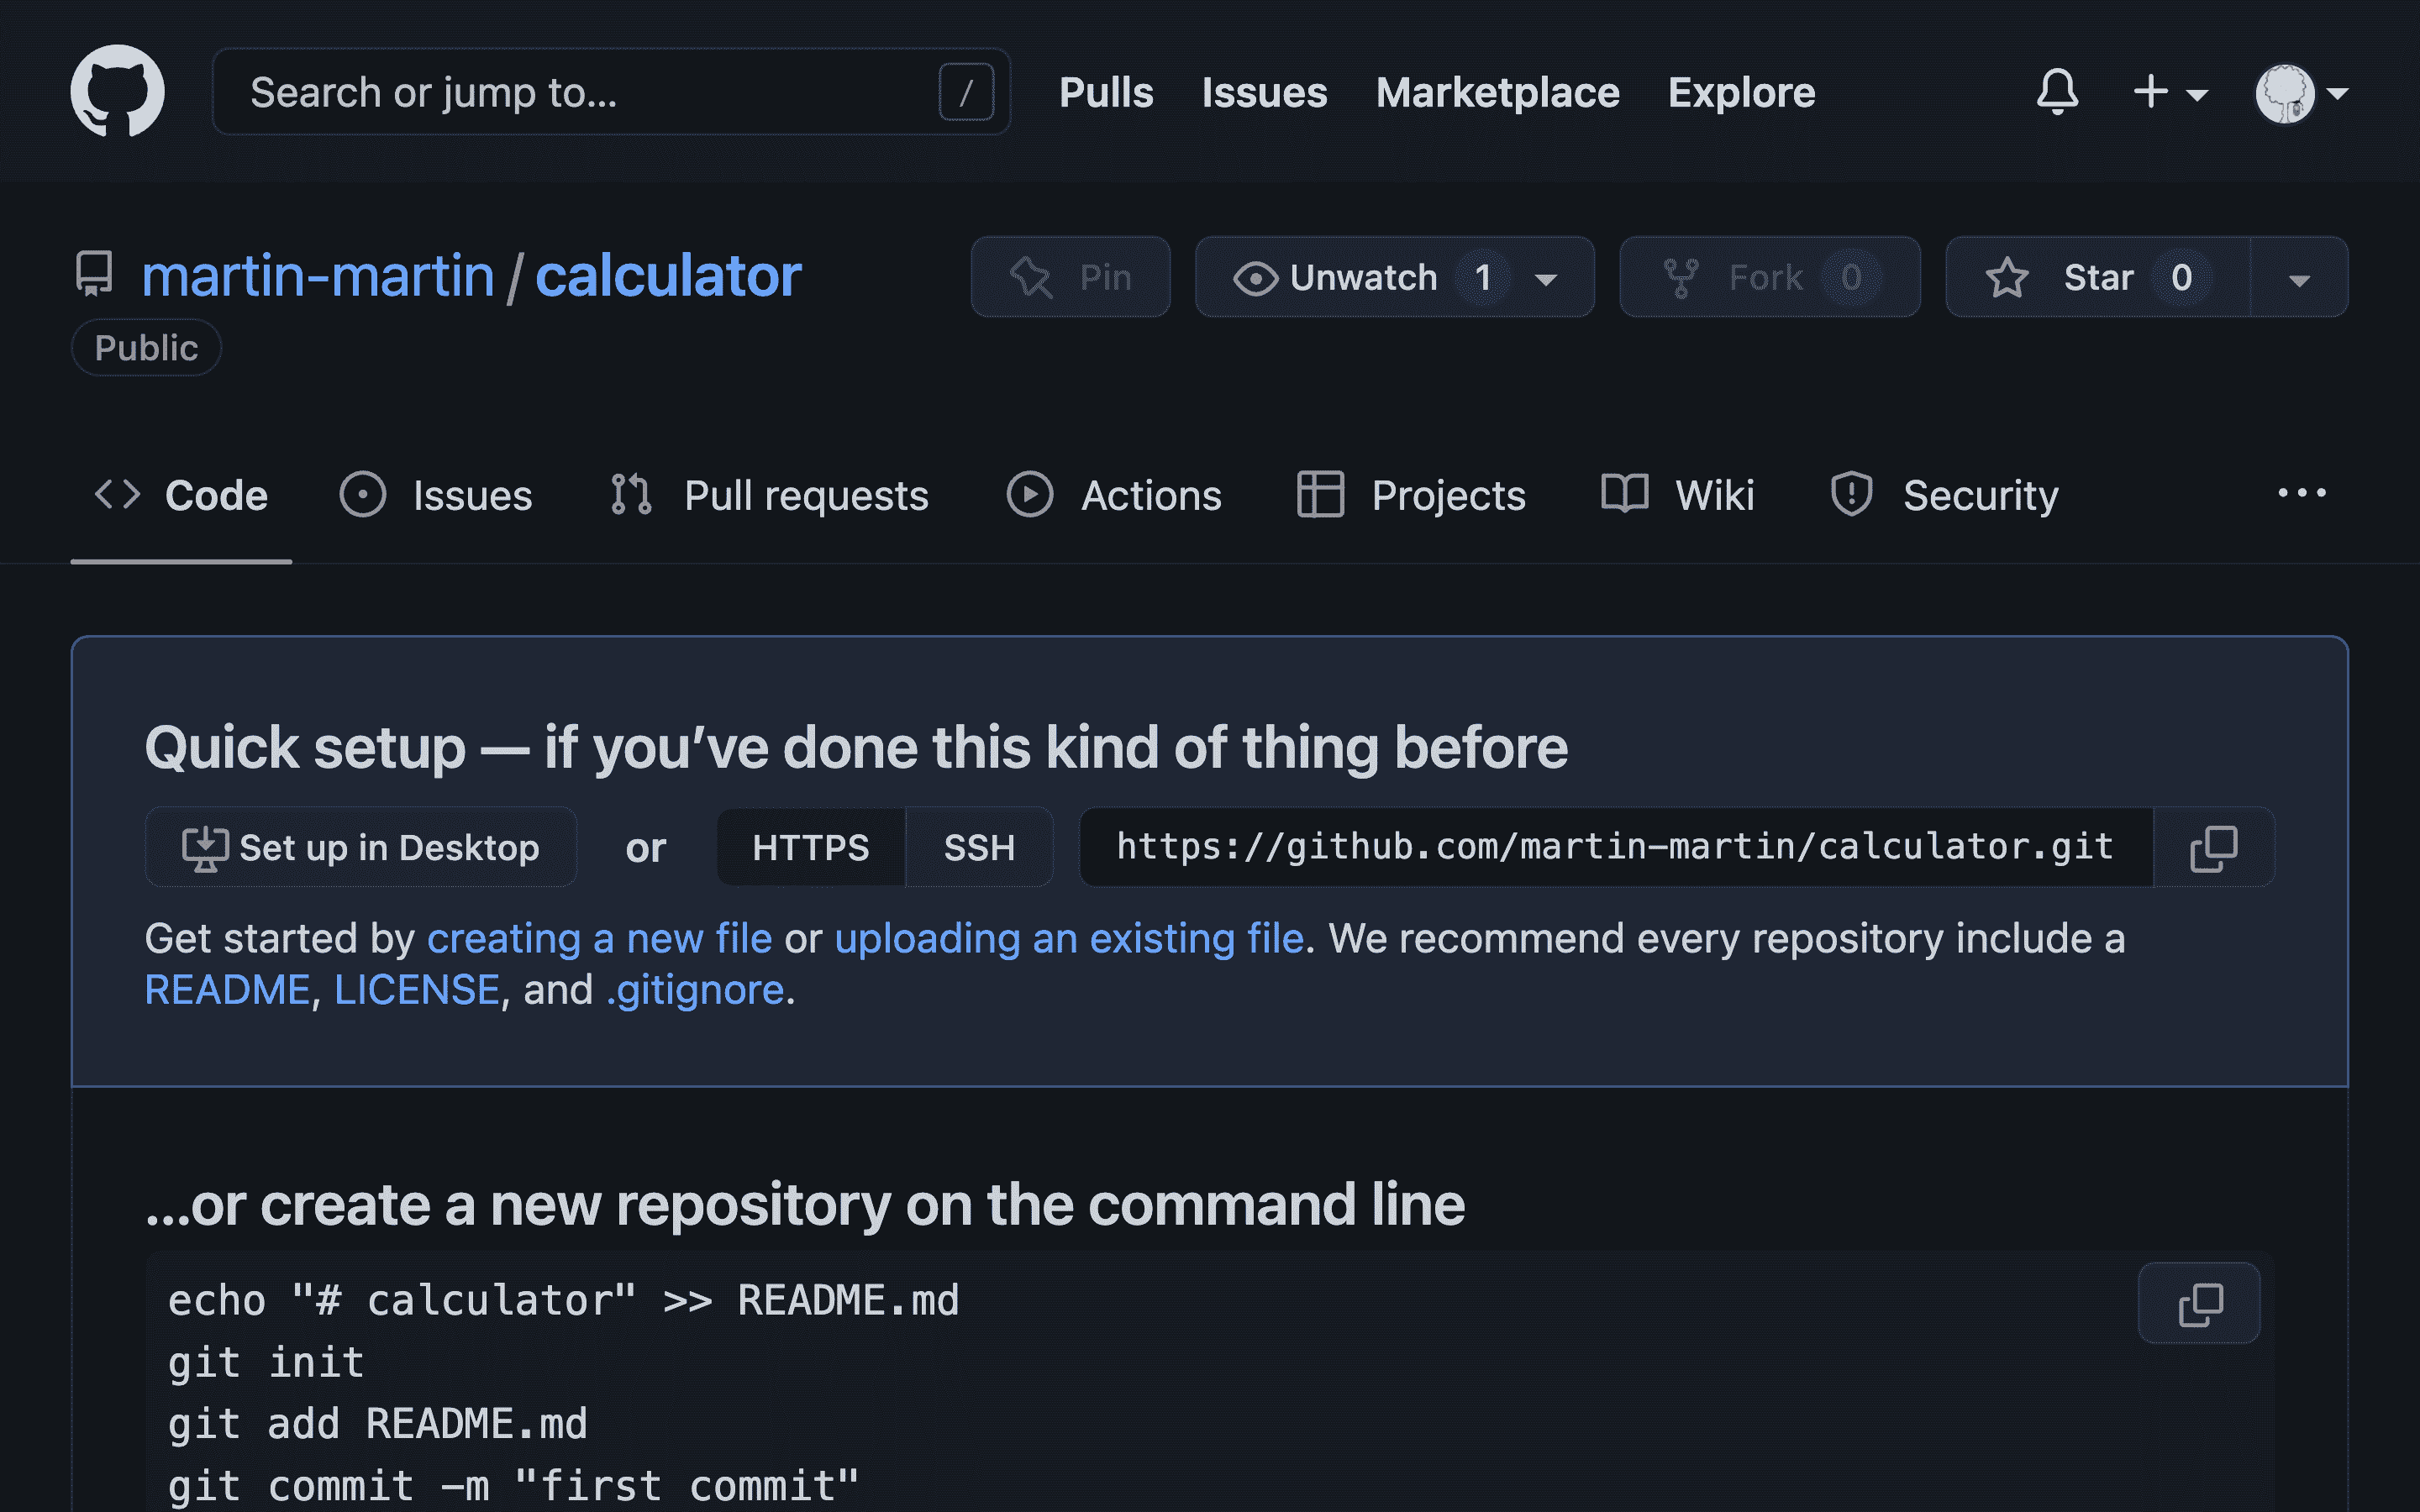 Search or jump to... /
Pulls Issues Marketplace Explore
martin-martin / calculator
Public
Pin
Unwatch 1
Fork 0
Star 0
Code Issues Pull requests Actions Projects Wiki Security
Quick setup — if you’ve done this kind of thing before
Set up in Desktop or HTTPS SSH https://github.com/martin-martin/calculator.git
Get started by creating a new file or uploading an existing file. We recommend every repository include a
README, LICENSE, and .gitignore.
…or create a new repository on the command line
echo "# calculator" >> README.md
git init
git add README.md
git commit -m "first commit"